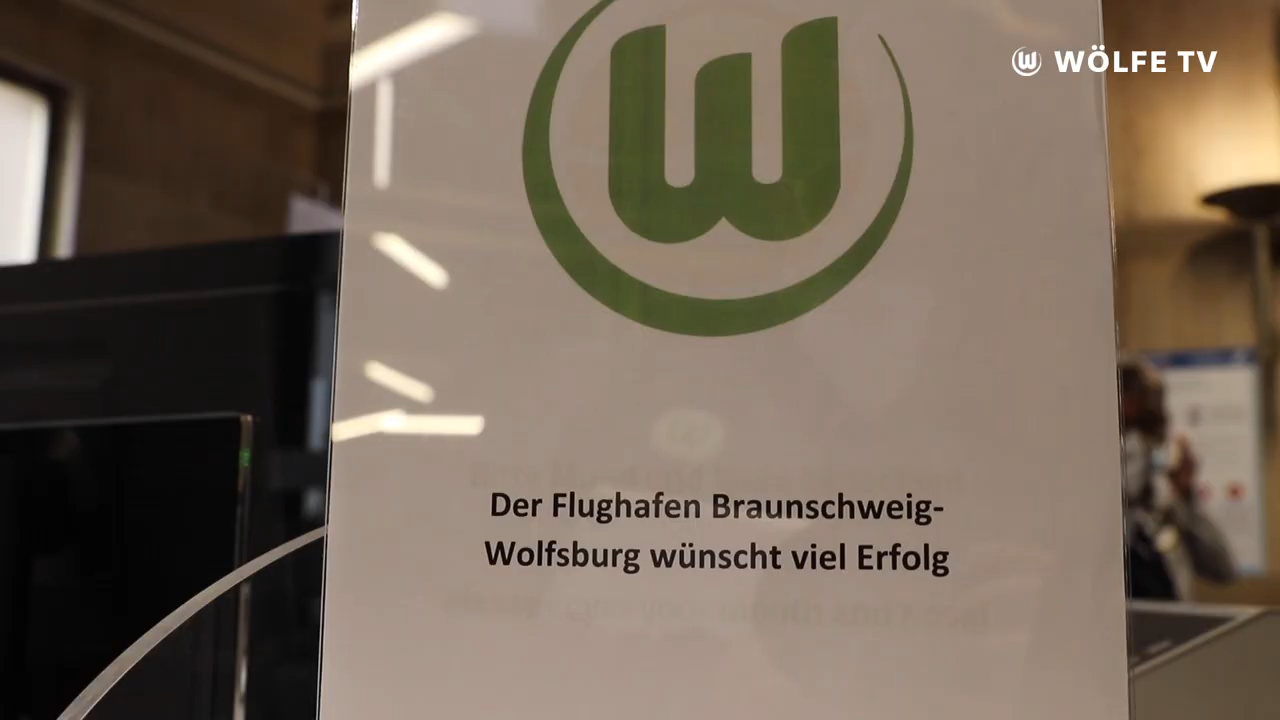 WÖLFE TV
Der Flughafen Braunschweig-
Wolfsburg wünscht viel Erfolg